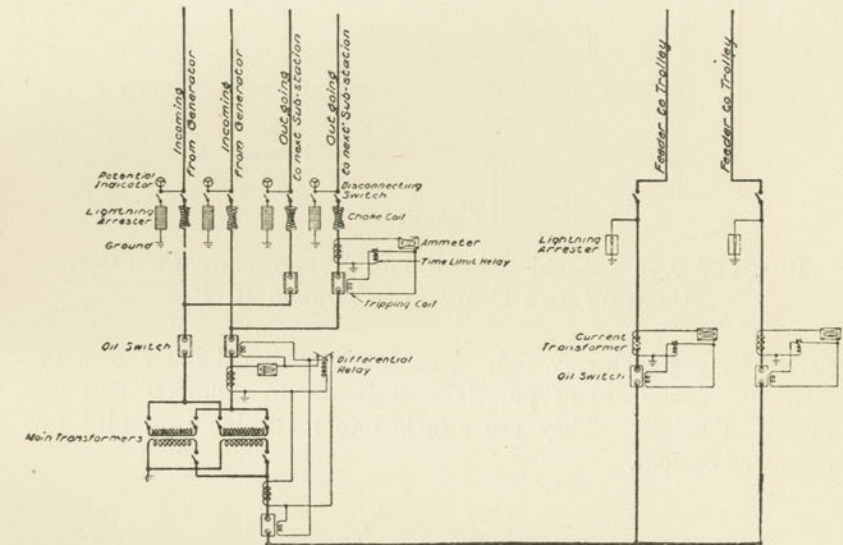 Incoming
from Generator
Incoming
from Generator
Out going
to next Sub-station
Out going
to next Sub-station
Feeder to Trolley
Feeder to Trolley
Potential
Indicator
Disconnecting
Switch
Lightning
Arrester
Choke Coil
Ground
Ammeter
Time Limit Relay
Tripping Coil
Lightning
Arrester
Oil Switch
Differential
Relay
Current
Transformer
Oil Switch
Main Transformers